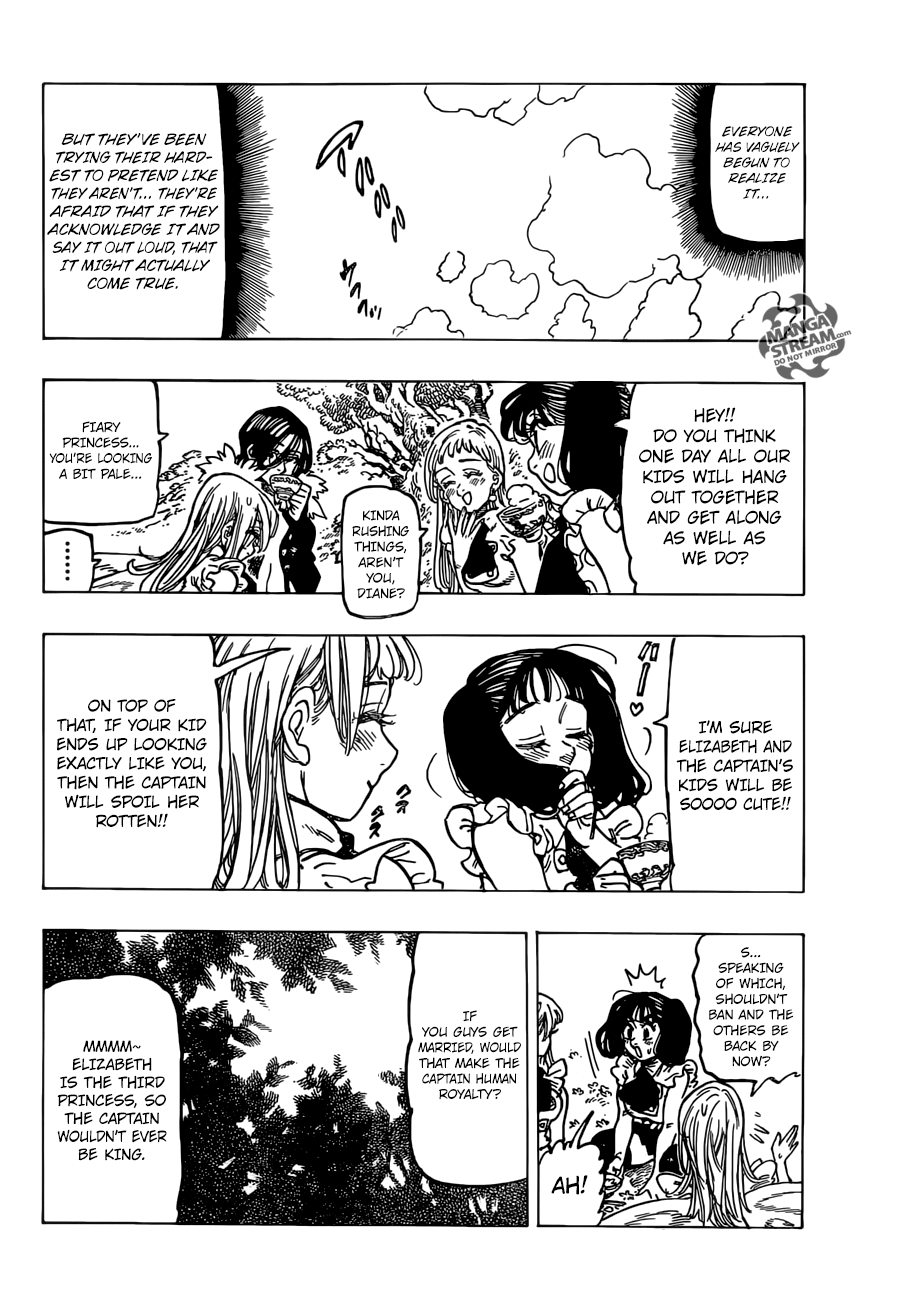 EVERYONE
HAS VAGUELY
BEGUN TO
REALIZE
IT...
BUT THEY'VE BEEN
TRYING THEIR HARD-
EST TO PRETEND LIKE
THEY AREN'T... THEY'RE
AFRAID THAT IF THEY
ACKNOWLEDGE IT AND
SAY IT OUT LOUD, THAT
IT MIGHT ACTUALLY
COME TRUE.
MANGA
STREAM.com
DO NOT MIRROR
HEY!!
DO YOU THINK
ONE DAY ALL OUR
KIDS WILL HANG
OUT TOGETHER
AND GET ALONG
AS WELL AS
WE DO?
KINDA
RUSHING
THINGS,
AREN'T
YOU,
DIANE?
FIARY
PRINCESS...
YOU'RE LOOKING
A BIT PALE...
......
I'M SURE
ELIZABETH AND
THE CAPTAIN'S
KIDS WILL BE
SOOOO CUTE!!
ON TOP OF
THAT, IF YOUR KID
ENDS UP LOOKING
EXACTLY LIKE YOU,
THEN THE CAPTAIN
WILL SPOIL HER
ROTTEN!!
クスクス
S...
SPEAKING
OF WHICH,
SHOULDN'T
BAN AND THE
OTHERS BE
BACK BY
NOW?
AH!
IF
YOU GUYS GET
MARRIED, WOULD
THAT MAKE THE
CAPTAIN HUMAN
ROYALTY?
MMMM~
ELIZABETH
IS THE THIRD
PRINCESS, SO
THE CAPTAIN
WOULDN'T EVER
BE KING.